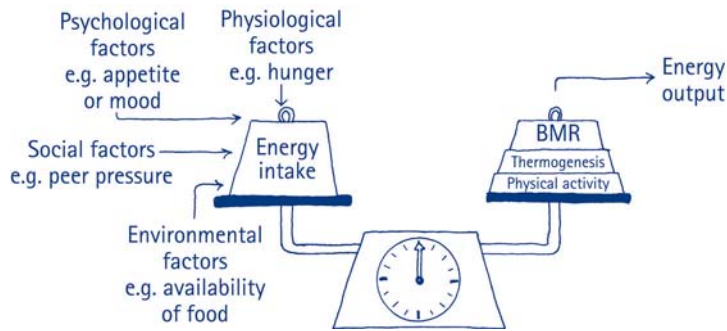 Psychological
factors
e.g. appetite
or mood
Physiological
factors
e.g. hunger
Social factors
e.g. peer pressure
Environmental
factors
e.g. availability
of food
Energy
intake
BMR
Thermogenesis
Physical activity
Energy
output